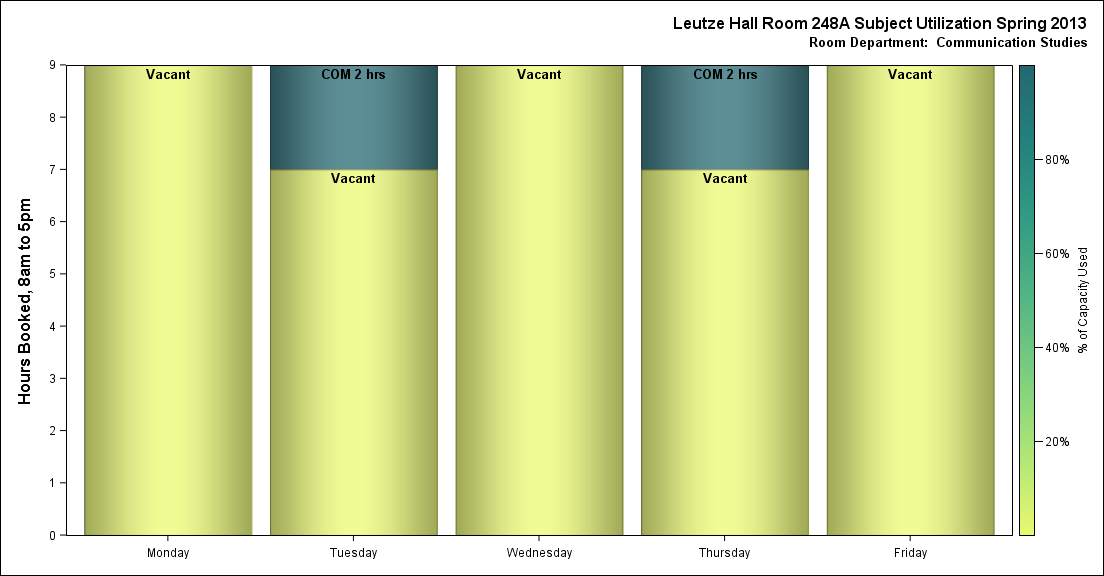 Leutze Hall Room 248A Subject Utilization Spring 2013
Room Department:  Communication Studies
Hours Booked, 8am to 5pm
9
8
7
6
5
4
3
2
1
0
Vacant
COM 2 hrs
Vacant
Vacant
COM 2 hrs
Vacant
Vacant
Monday
Tuesday
Wednesday
Thursday
Friday
80%
60%
40%
20%
% of Capacity Used